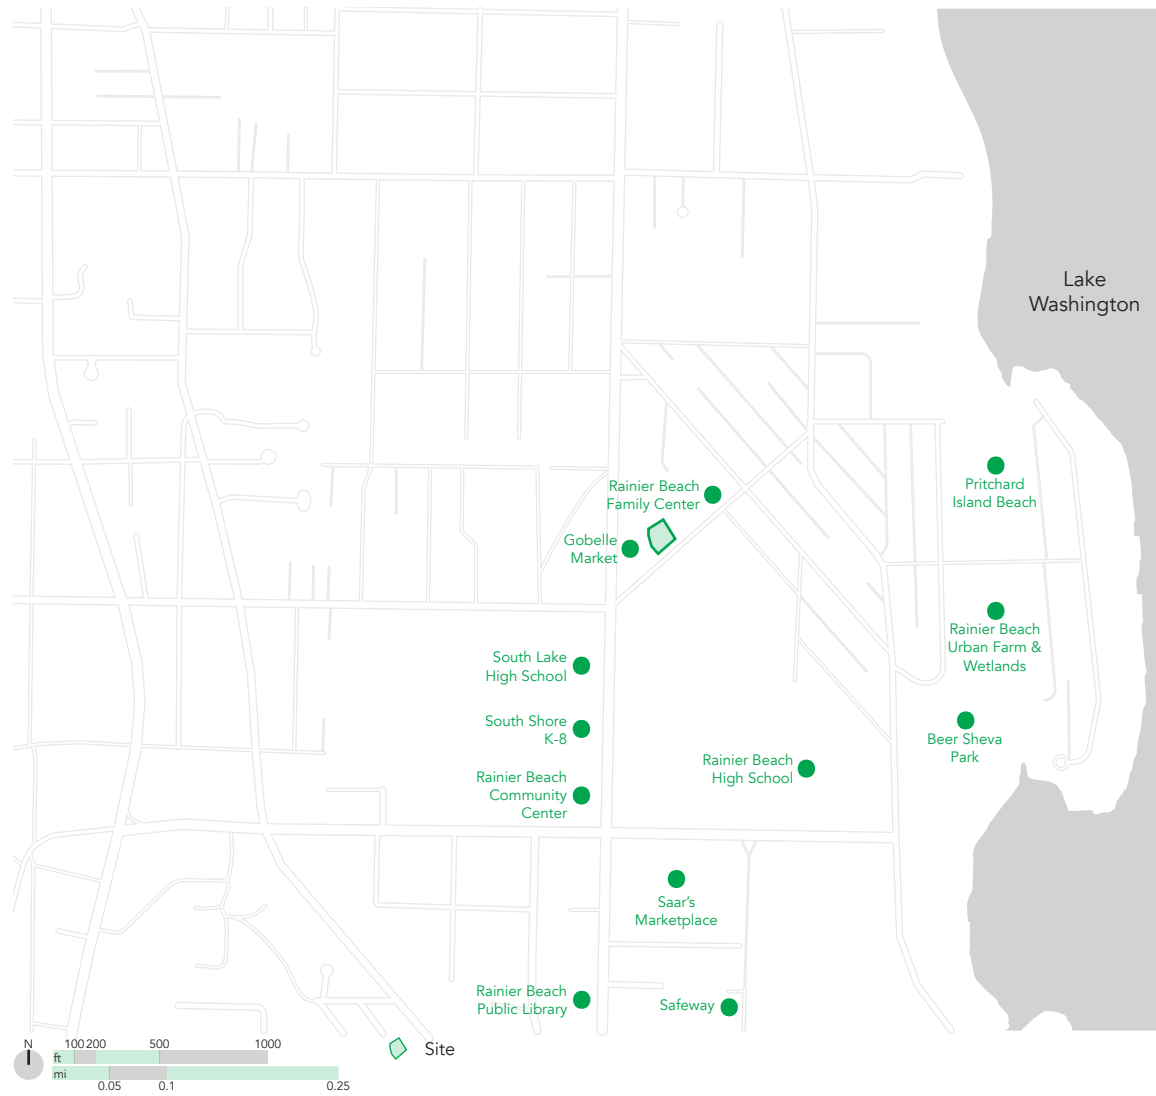 Lake
Washington
Rainier Beach
Family Center
Pritchard
Island Beach
Gobelle
Market
Rainier Beach
Urban Farm &
Wetlands
South Lake
High School
South Shore
K-8
Beer Sheva
Park
Rainier Beach
High School
Rainier Beach
Community
Center
Saar's
Marketplace
Rainier Beach
Public Library
Safeway
N
100 200 500 1000
ft
mi
0.05 0.1 0.25
Site